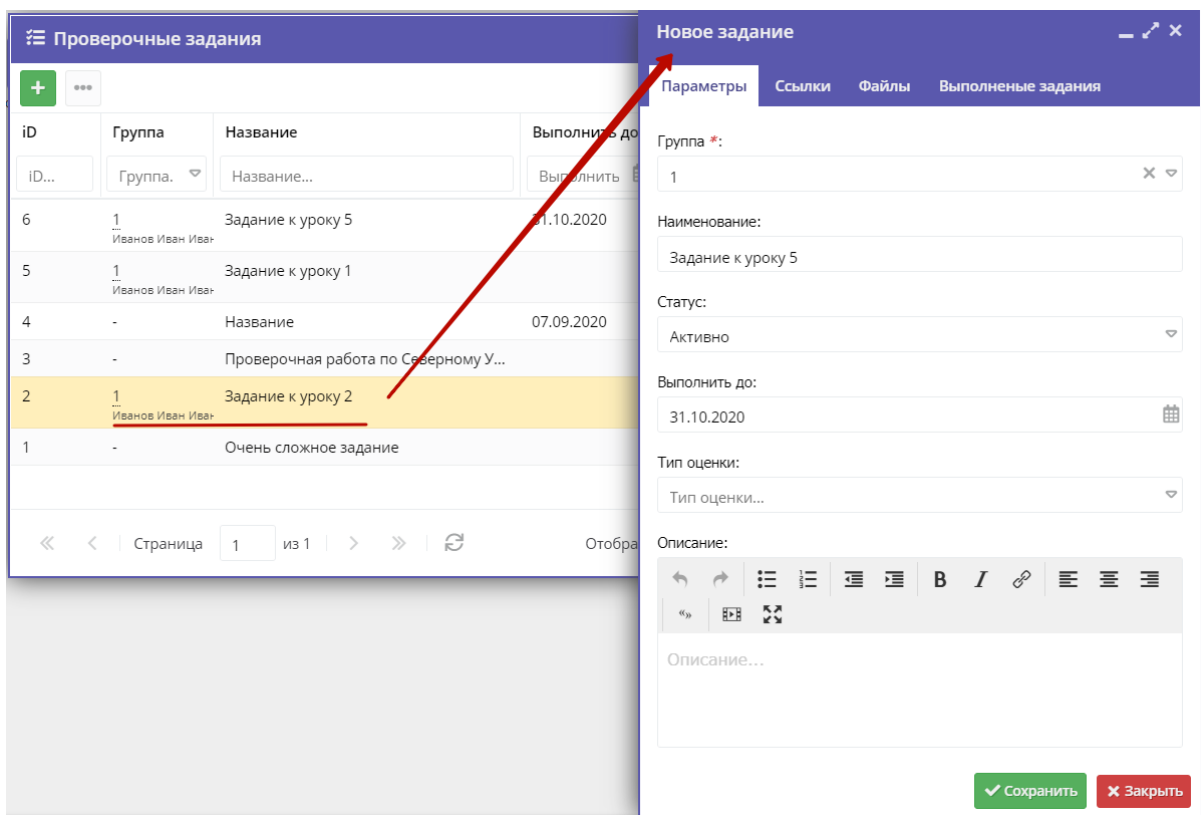 Проверочные задания
iD Группа Название Выполнить до
iD... Группа. Название... Выполнить
6 1 Задание к уроку 5 31.10.2020
Иванов Иван Иван
5 1 Задание к уроку 1
Иванов Иван Иван
4 - Название 07.09.2020
3 - Проверочная работа по Северному У...
2 1 Задание к уроку 2
Иванов Иван Иван
1 - Очень сложное задание
Страница 1 из 1 Отобра
Новое задание
Параметры Ссылки Файлы Выполненые задания
Группа *:
1
Наименование:
Задание к уроку 5
Статус:
Активно
Выполнить до:
31.10.2020
Тип оценки:
Тип оценки...
Описание:
Описание...
Сохранить Закрыть